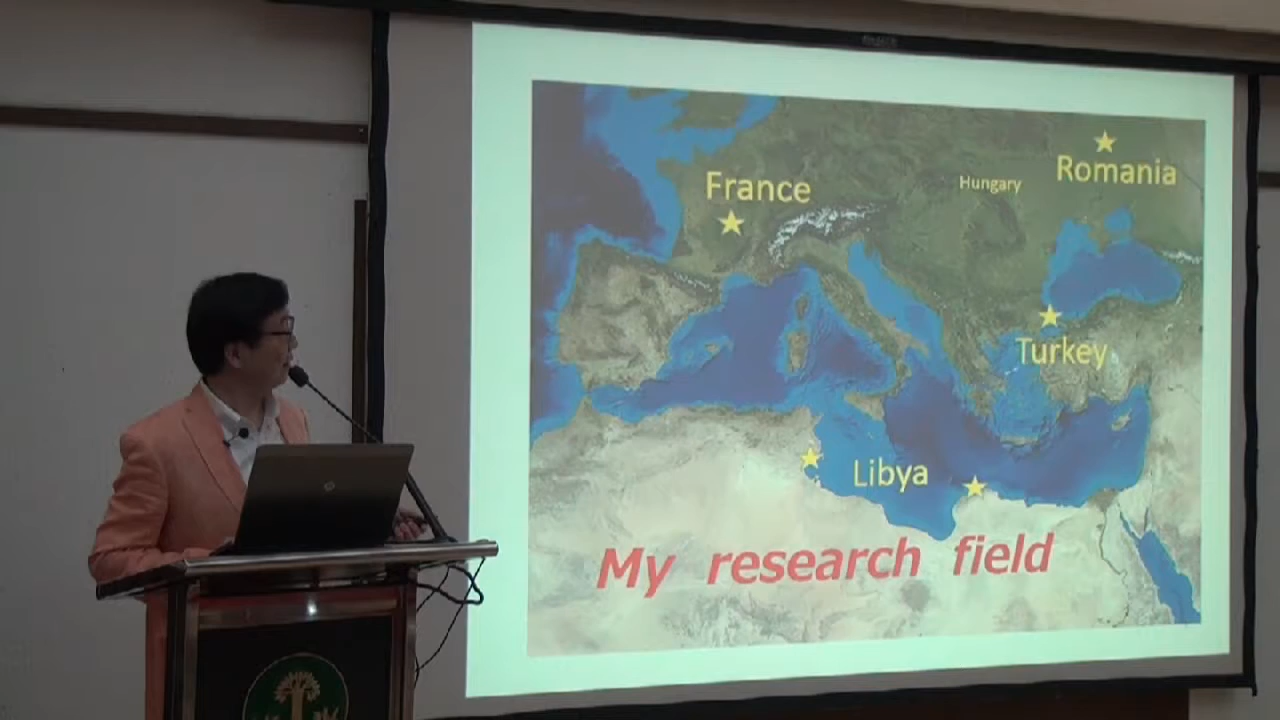 France
Hungary
Romania
Turkey
Libya
My research field